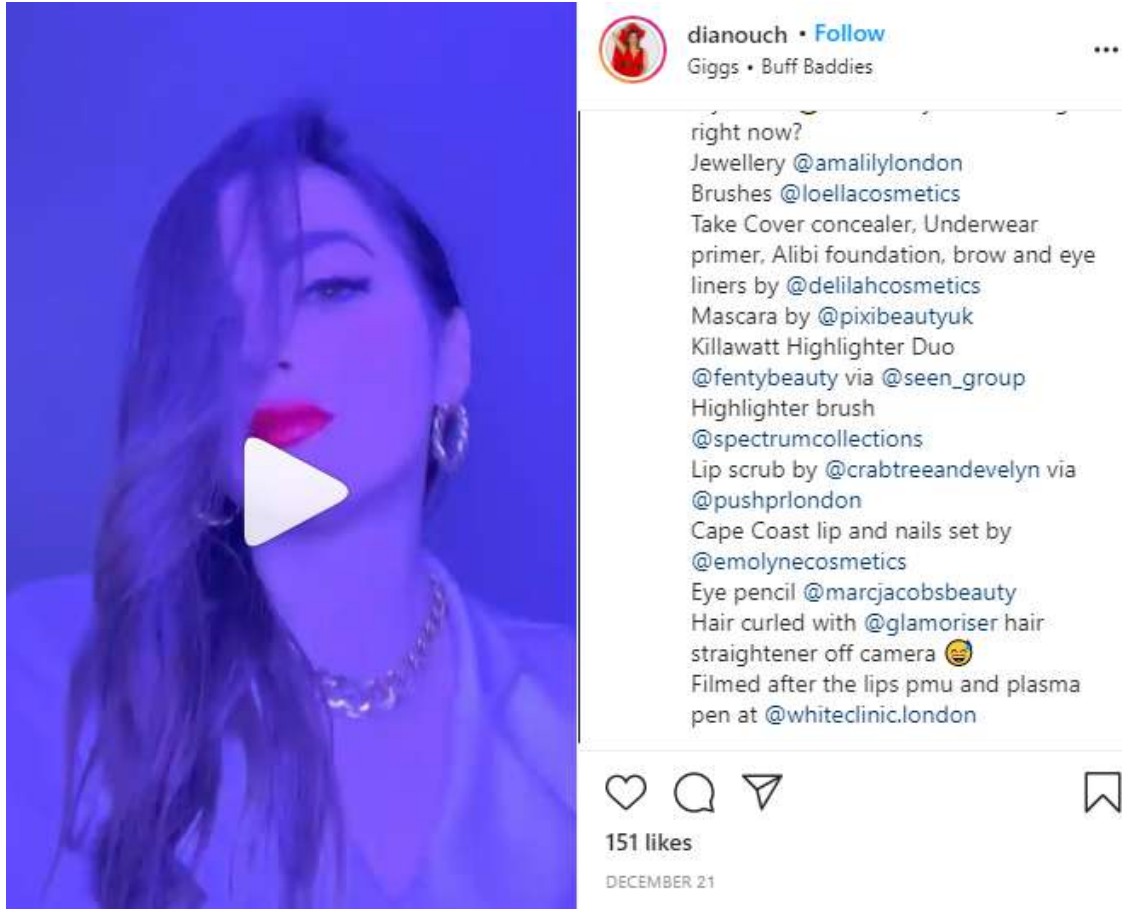 dianouch • Follow
Giggs • Buff Baddies
right now?
Jewellery @amalilylondon
Brushes @loellacosmetics
Take Cover concealer, Underwear
primer, Alibi foundation, brow and eye
liners by @delilahcosmetics
Mascara by @pixibeautyuk
Killawatt Highlighter Duo
@fentybeauty via @seen_group
Highlighter brush
@spectrumcollections
Lip scrub by @crabtreeandevelyn via
@pushprlondon
Cape Coast lip and nails set by
@emolynecosmetics
Eye pencil @marcjacobsbeauty
Hair curled with @glamoriser hair
straightener off camera 😅
Filmed after the lips pmu and plasma
pen at @whiteclinic.london
151 likes
DECEMBER 21